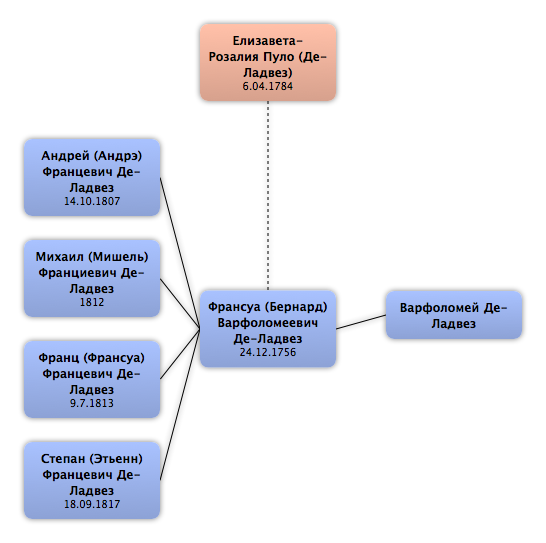 Елизавета-
Розалия Пуло (Де-
Ладвез)
6.04.1784
Андрей (Андрэ)
Францевич Де-
Ладвез
14.10.1807
Михаил (Мишель)
Франциевич Де-
Ладвез
1812
Франсуа (Бернард)
Варфоломеевич
Де-Ладвез
24.12.1756
Варфоломей Де-
Ладвез
Франц (Франсуа)
Францевич Де-
Ладвез
9.7.1813
Степан (Этьенн)
Францевич Де-
Ладвез
18.09.1817